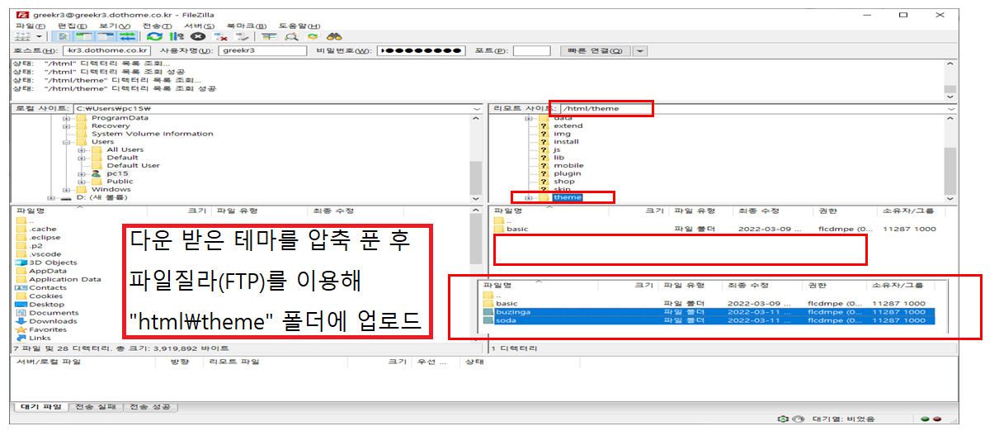 greekr3@greekr3.dothome.co.kr - FileZilla
파일(F) 편집(E) 보기(V) 전송(T) 서버(S) 북마크(B) 도움말(H)
호스트(H): kr3.dothome.co.kr 사용자명(U): greekr3 비밀번호(W): ●●●●●●●●● 포트(P): 빠른 연결(Q)
상태: "/html" 디렉터리 목록 조회...
상태: "/html" 디렉터리 목록 조회 성공
상태: "/html/theme" 디렉터리 목록 조회...
상태: "/html/theme" 디렉터리 목록 조회 성공
로컬 사이트: C:₩Users₩pc15₩
ProgramData
Recovery
System Volume Information
Users
All Users
Default
Default User
pc15
Public
Windows
D: (새 볼륨)
리모트 사이트: /html/theme
data
extend
img
install
js
lib
mobile
plugin
shop
skin
theme
파일명 크기 파일 유형 최종 수정
..
.cache
.eclipse
.p2
.vscode
3D Objects
AppData
Application Data
Contacts
Cookies
Desktop
Documents
Downloads
Favorites
Links
7 파일 및 28 디렉터리. 총 크기: 3,919,892 바이트
다운 받은 테마를 압축 푼 후
파일질라(FTP)를 이용해
"html₩theme" 폴더에 업로드
파일명 크기 파일 유형 최종 수정 권한 소유자/그룹
..
basic 파일 폴더 2022-03-09 ... flcdmpe (0... 11287 1000
파일명 크기 파일 유형 최종 수정 권한 소유자/그룹
..
basic 파일 폴더 2022-03-09 ... flcdmpe (0... 11287 1000
buzinga 파일 폴더 2022-03-11 ... flcdmpe (0... 11287 1000
soda 파일 폴더 2022-03-11 ... flcdmpe (0... 11287 1000
1 디렉터리
서버/로컬 파일 방향 리모트 파일 크기 우선 ... 상태
대기 파일 전송 실패 전송 성공
대기열: 비었음